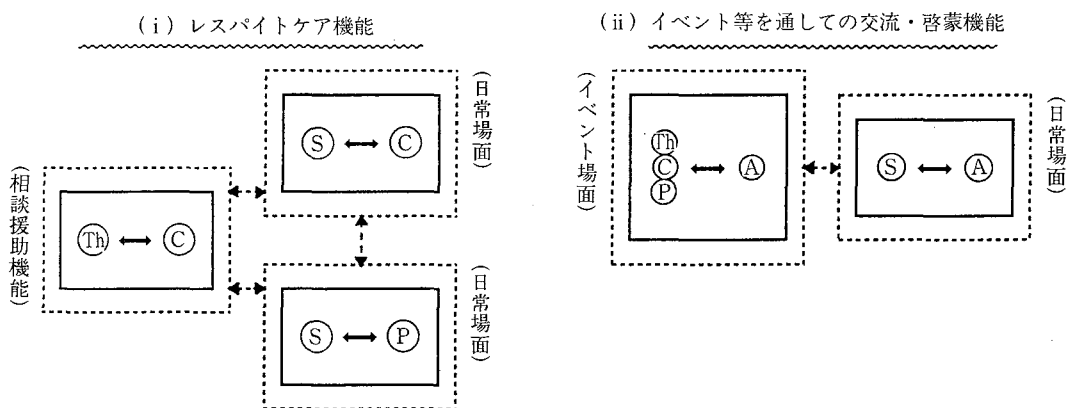 (i) レスパイトケア機能
(日常場面)
S C
(相談援助機能)
Th C
(日常場面)
S P
(ii) イベント等を通しての交流・啓蒙機能
(イベント場面)
Th
C
P
A
(日常場面)
S A